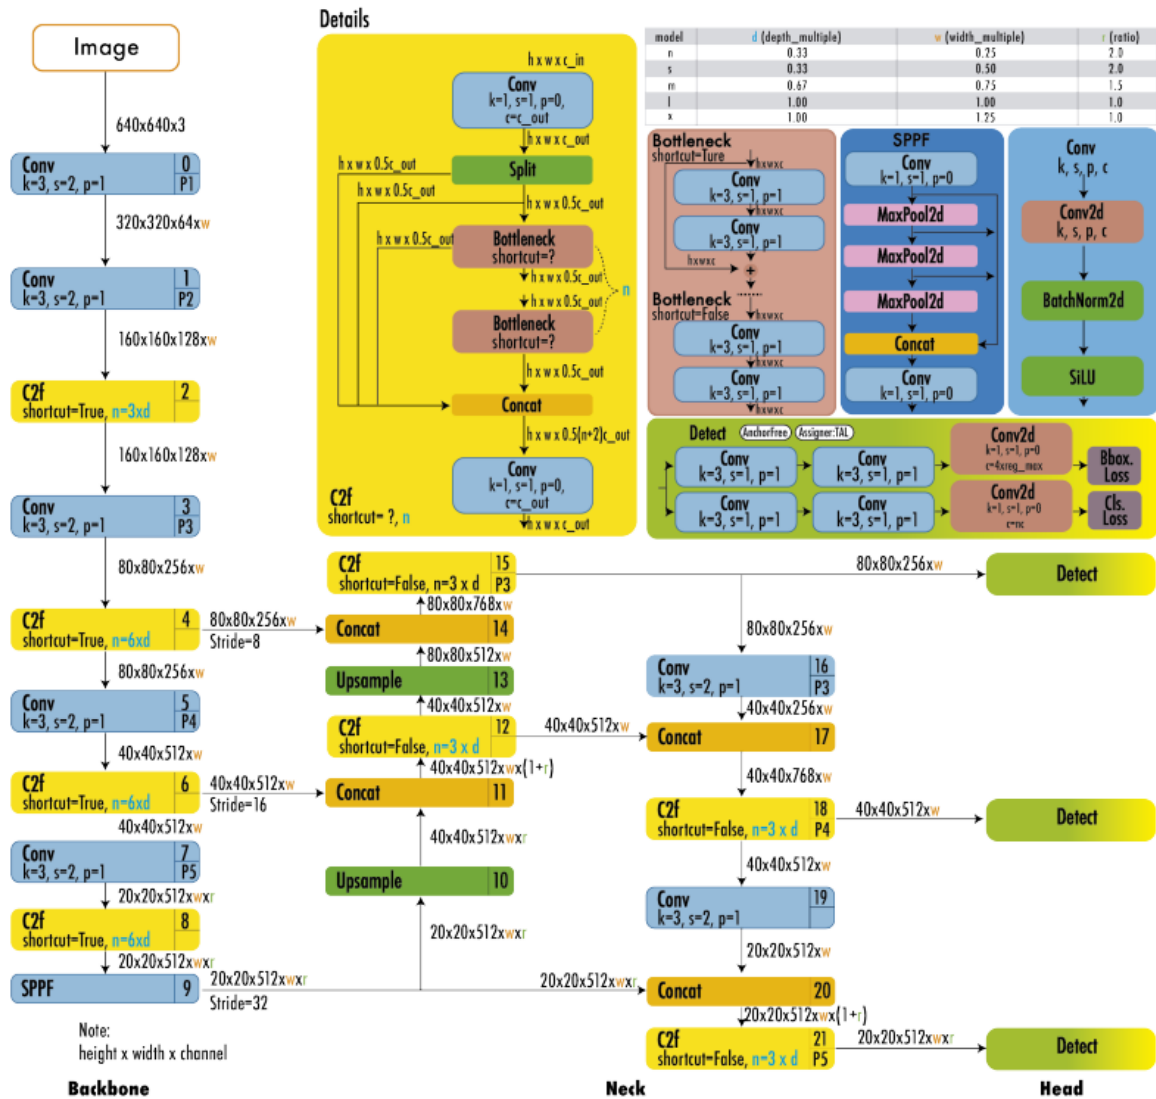 Details
Image
640x640x3
Conv
k=3, s=2, p=1
0
P1
320x320x64xw
Conv
k=3, s=2, p=1
1
P2
160x160x128xw
C2f
shortcut=True, n=3xd
2
160x160x128xw
Conv
k=3, s=2, p=1
3
P3
80x80x256xw
C2f
shortcut=True, n=6xd
4
80x80x256xw
Stride=8
80x80x256xw
Conv
k=3, s=2, p=1
5
P4
40x40x512xw
C2f
shortcut=True, n=6xd
6
40x40x512xw
Stride=16
40x40x512xw
Conv
k=3, s=2, p=1
7
P5
20x20x512xwxr
C2f
shortcut=True, n=6xd
8
20x20x512xwxr
SPPF
9
20x20x512xwxr
Stride=32
Note:
height x width x channel
Backbone
h x w x c_in
Conv
k=1, s=1, p=0,
c=c_out
h x w x c_out
h x w x 0.5c_out
Split
h x w x 0.5c_out
h x w x 0.5c_out
h x w x 0.5c_out
Bottleneck
shortcut=?
h x w x 0.5c_out
n
h x w x 0.5c_out
Bottleneck
shortcut=?
h x w x 0.5c_out
Concat
h x w x 0.5(n+2)c_out
Conv
k=1, s=1, p=0,
c=c_out
h x w x c_out
C2f
shortcut= ?, n
model d (depth_multiple) w (width_multiple) r (ratio)
n 0.33 0.25 2.0
s 0.33 0.50 2.0
m 0.67 0.75 1.5
l 1.00 1.00 1.0
x 1.00 1.25 1.0
Bottleneck
shortcut=Ture
hxwxc
Conv
k=3, s=1, p=1
hxwxc
Conv
k=3, s=1, p=1
hxwxc
+
Bottleneck
shortcut=False
hxwxc
Conv
k=3, s=1, p=1
hxwxc
Conv
k=3, s=1, p=1
hxwxc
SPPF
Conv
k=1, s=1, p=0
MaxPool2d
MaxPool2d
MaxPool2d
Concat
Conv
k=1, s=1, p=0
Conv
k, s, p, c
Conv2d
k, s, p, c
BatchNorm2d
SiLU
Detect
AnchorFree
Assigner:TAL
Conv
k=3, s=1, p=1
Conv
k=3, s=1, p=1
Conv2d
k=1, s=1, p=0
c=4xreg_max
Bbox.
Loss
Conv
k=3, s=1, p=1
Conv
k=3, s=1, p=1
Conv2d
k=1, s=1, p=0
c=nc
Cls.
Loss
C2f
shortcut=False, n=3 x d
15
P3
80x80x768xw
Concat
14
80x80x512xw
Upsample
13
40x40x512xw
C2f
shortcut=False, n=3 x d
12
40x40x512xw
40x40x512xwx(1+r)
Concat
11
40x40x512xwxr
Upsample
10
20x20x512xwxr
80x80x256xw
Detect
80x80x256xw
Conv
k=3, s=2, p=1
16
P3
40x40x256xw
Concat
17
40x40x768xw
C2f
shortcut=False, n=3 x d
18
P4
40x40x512xw
Detect
40x40x512xw
Conv
k=3, s=2, p=1
19
20x20x512xw
20x20x512xwxr
Concat
20
20x20x512xwx(1+r)
C2f
shortcut=False, n=3 x d
21
P5
20x20x512xwxr
Detect
Neck
Head